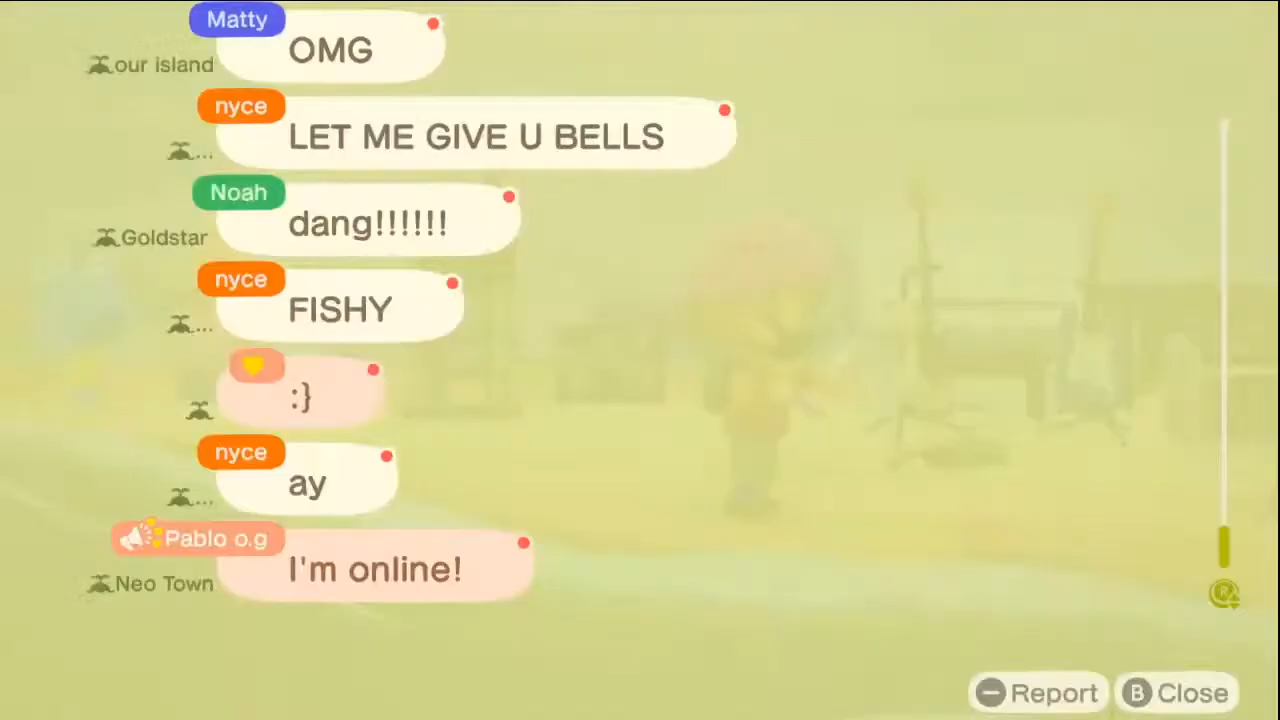 Matty
OMG
our island
nyce
LET ME GIVE U BELLS
...
Noah
dang!!!!!!
Goldstar
nyce
FISHY
...
:}
nyce
ay
...
Pablo o.g
I'm online!
Neo Town
R
Report
B Close